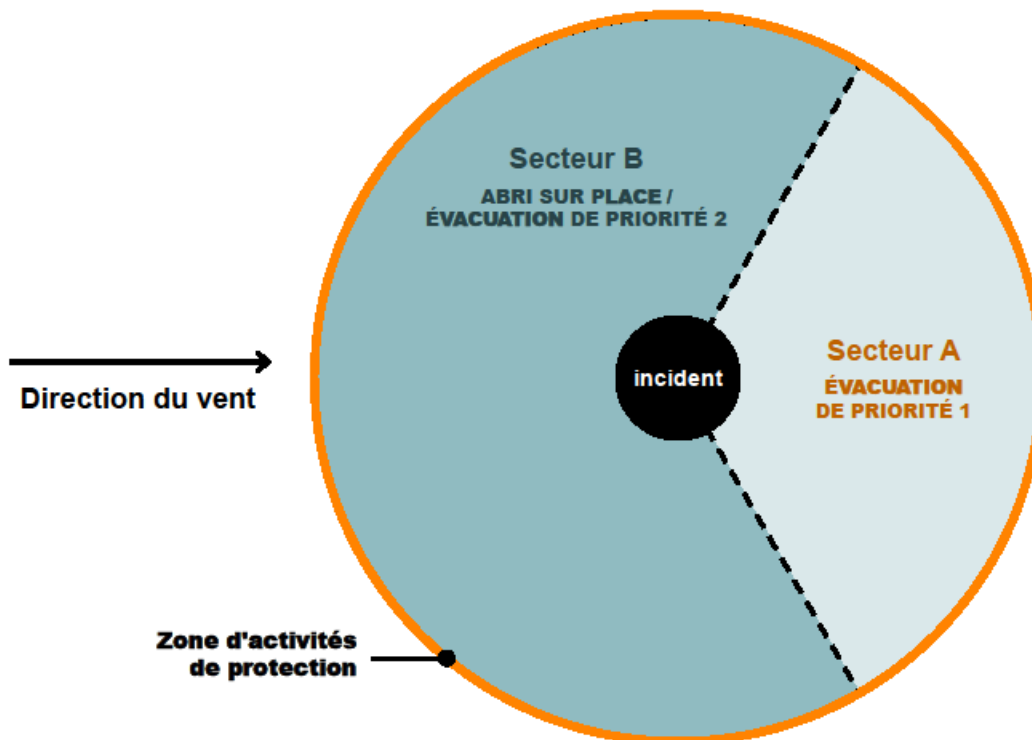 Secteur B
ABRI SUR PLACE /
ÉVACUATION DE PRIORITÉ 2
incident
Secteur A
ÉVACUATION
DE PRIORITÉ 1
Direction du vent
Zone d'activités
de protection